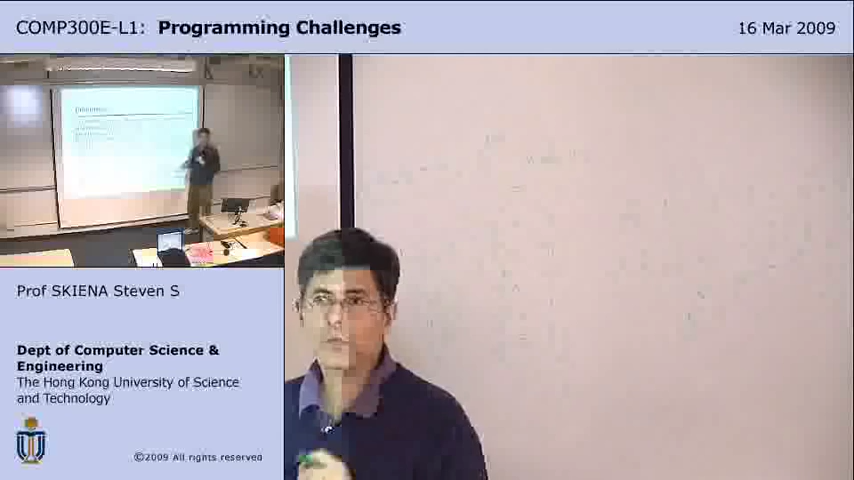 COMP300E-L1: Programming Challenges
16 Mar 2009
Prof SKIENA Steven S
Dept of Computer Science &
Engineering
The Hong Kong University of Science
and Technology
©2009 All rights reserved